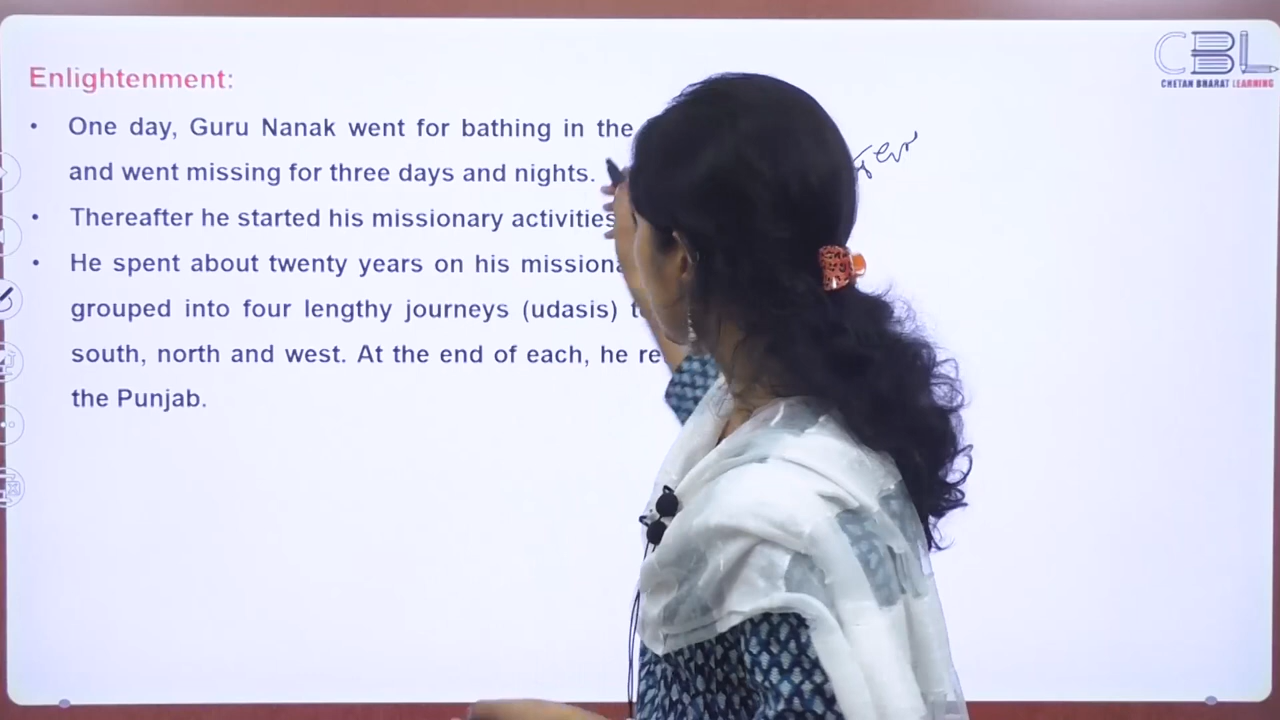 CBL
CHETAN BHARAT LEARNING
Enlightenment:
• One day, Guru Nanak went for bathing in the
and went missing for three days and nights.
• Thereafter he started his missionary activities
• He spent about twenty years on his
grouped into four lengthy journeys (udasis)
south, north and west. At the end of each, he
the Punjab.